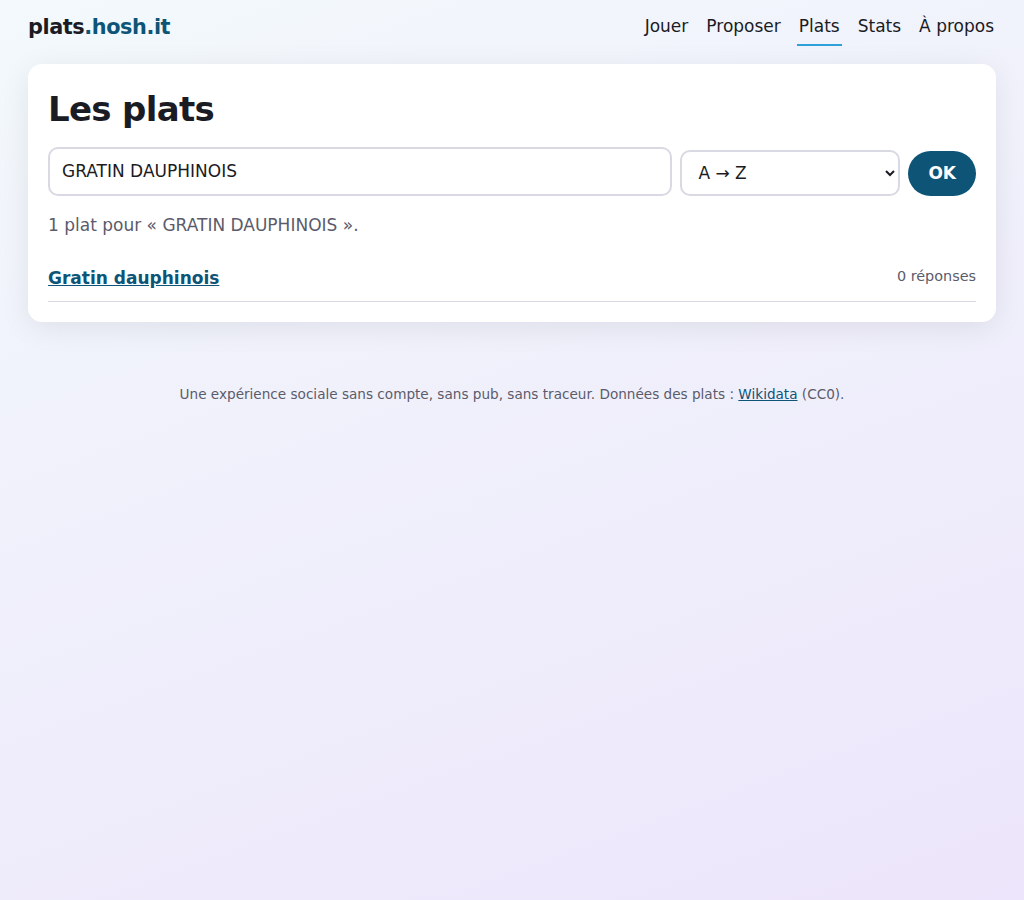 plats.hosh.it
Jouer Proposer Plats Stats À propos
Les plats
GRATIN DAUPHINOIS
A → Z
OK
1 plat pour « GRATIN DAUPHINOIS ».
Gratin dauphinois
0 réponses
Une expérience sociale sans compte, sans pub, sans traceur. Données des plats : Wikidata (CC0).